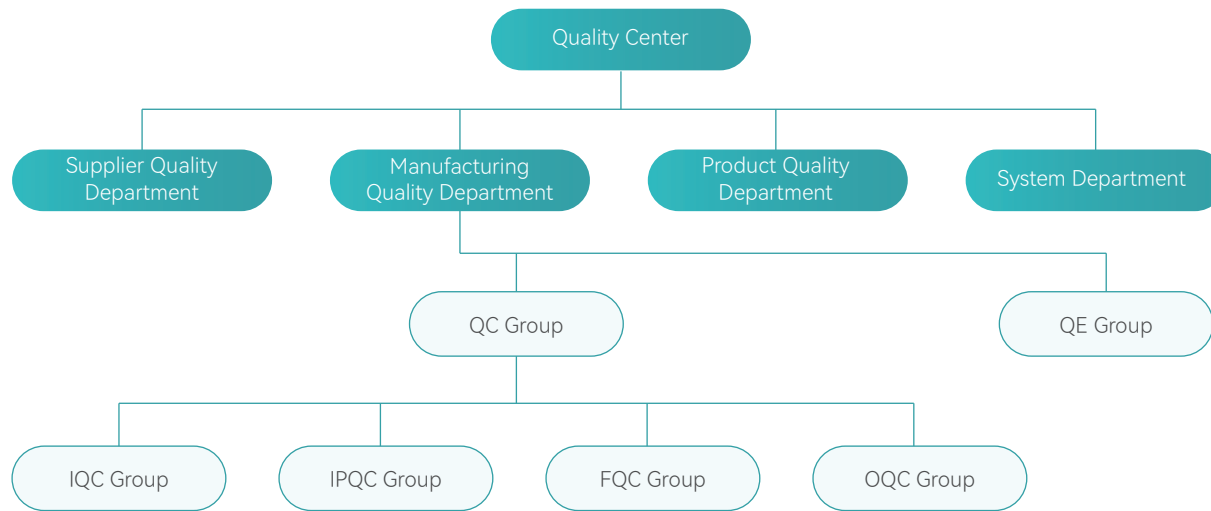 Quality Center
Supplier Quality
Department
Manufacturing
Quality Department
Product Quality
Department
System Department
QC Group
QE Group
IQC Group
IPQC Group
FQC Group
OQC Group